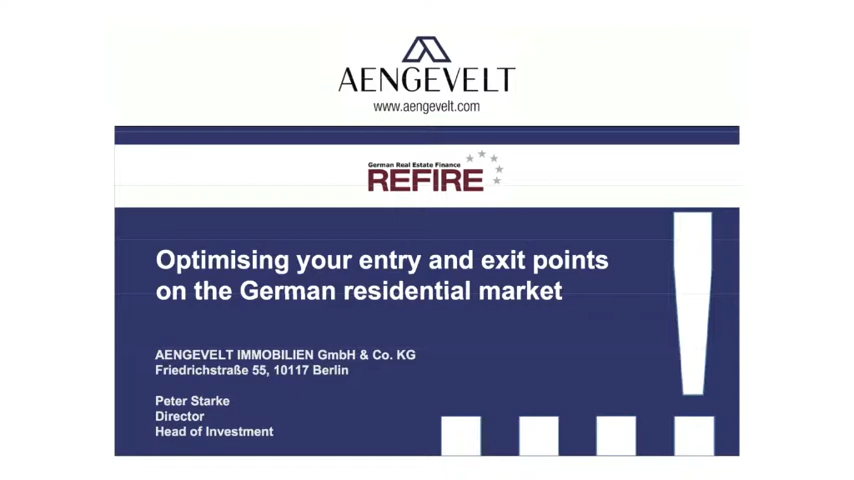 AENGEVELT
www.aengevelt.com
German Real Estate Finance
REFIRE
Optimising your entry and exit points
on the German residential market
AENGEVELT IMMOBILIEN GmbH & Co. KG
Friedrichstraße 55, 10117 Berlin
Peter Starke
Director
Head of Investment